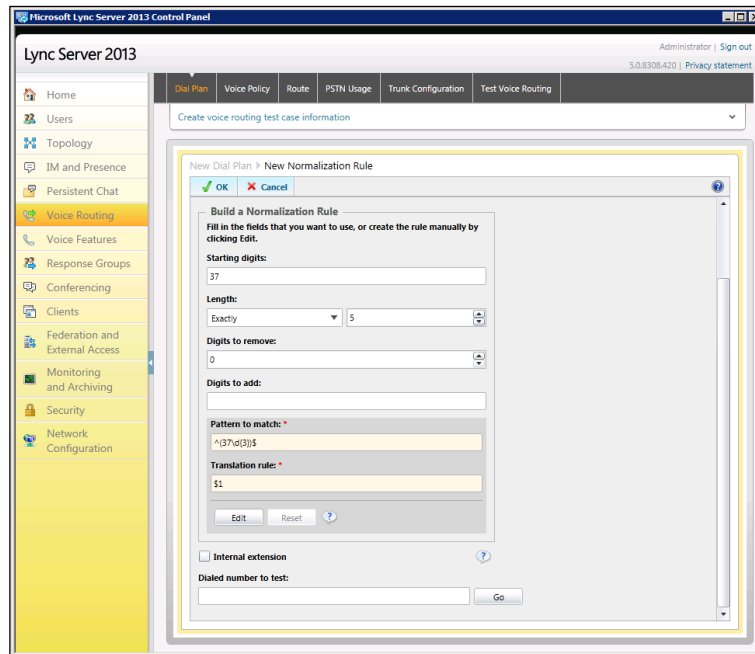 Microsoft Lync Server 2013 Control Panel
Lync Server 2013
Administrator | Sign out
5.0.8308.420 | Privacy statement
Home
Users
Topology
IM and Presence
Persistent Chat
Voice Routing
Voice Features
Response Groups
Conferencing
Clients
Federation and
External Access
Monitoring
and Archiving
Security
Network
Configuration
Dial Plan Voice Policy Route PSTN Usage Trunk Configuration Test Voice Routing
Create voice routing test case information
New Dial Plan New Normalization Rule
OK Cancel ?
Build a Normalization Rule
Fill in the fields that you want to use, or create the rule manually by
clicking Edit.
Starting digits:
37
Length:
Exactly 5
Digits to remove:
0
Digits to add:
Pattern to match: *
^(37\d{3})$
Translation rule: *
$1
Edit Reset ?
Internal extension ?
Dialed number to test:
Go